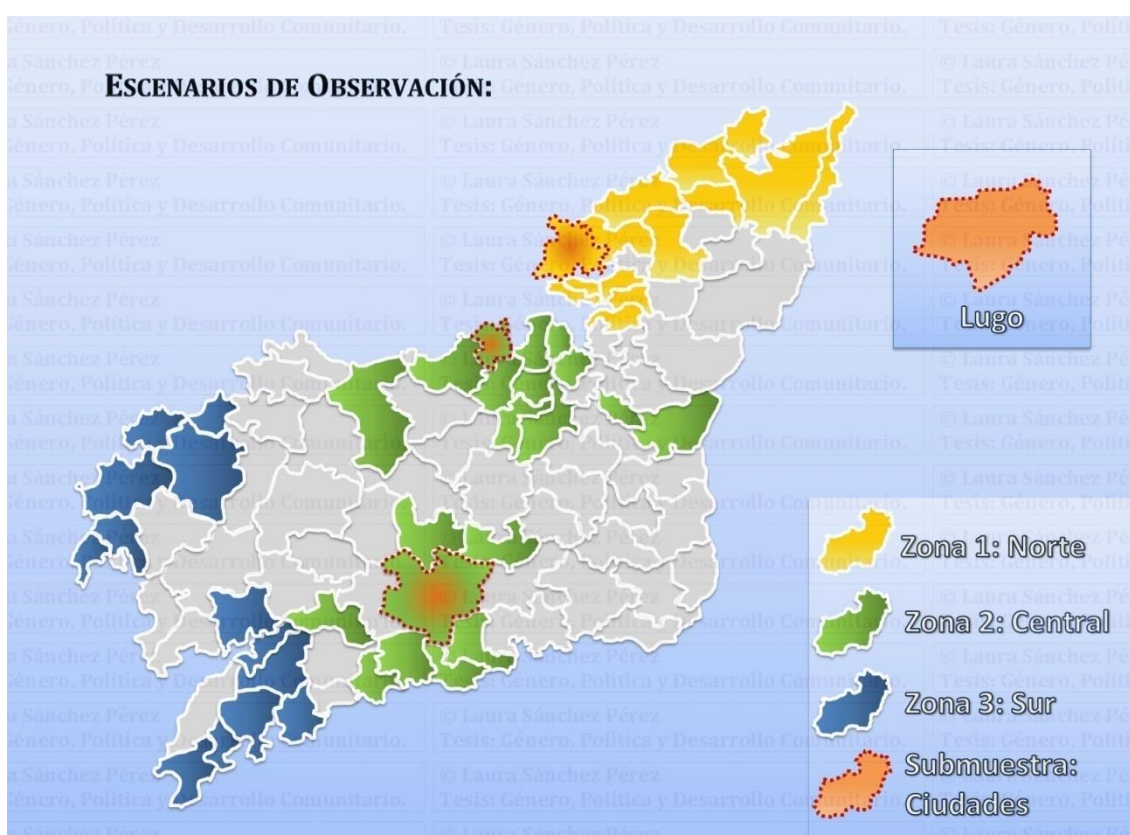 ESCENARIOS DE OBSERVACIÓN:
Lugo
Zona 1: Norte
Zona 2: Central
Zona 3: Sur
Submuestra:
Ciudades
© Laura Sánchez Pérez
Tesis: Género, Política y Desarrollo Comunitario.